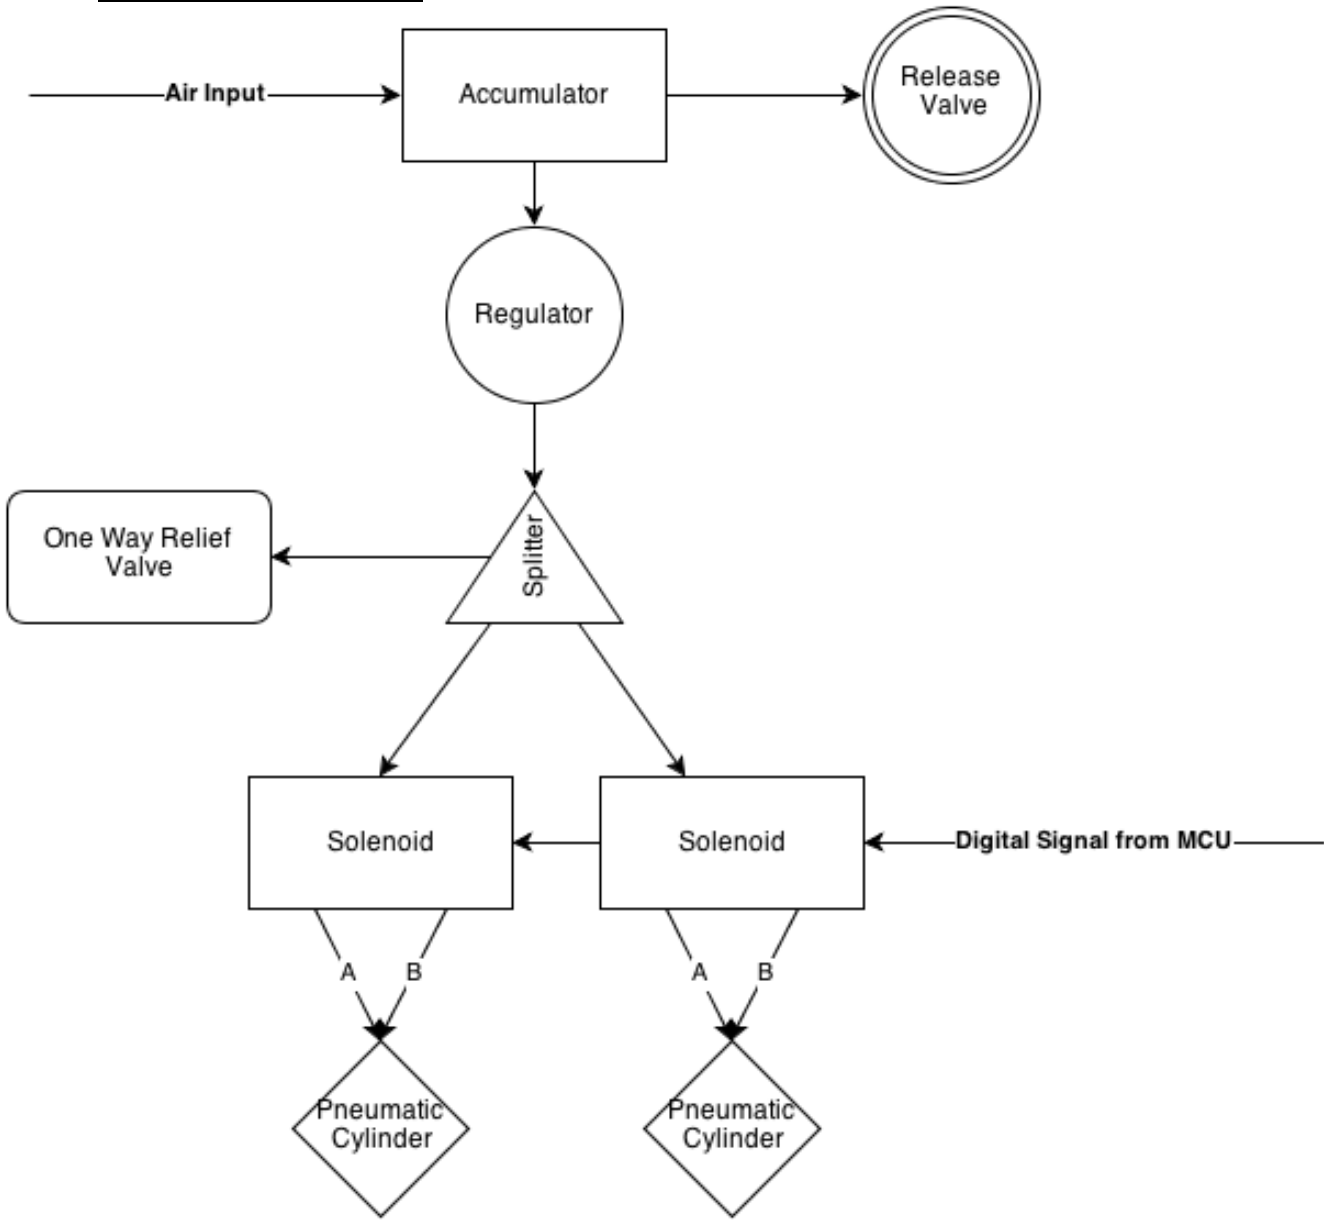 Air Input
Accumulator
Release
Valve
Regulator
One Way Relief
Valve
Splitter
Solenoid
Solenoid
Digital Signal from MCU
A
B
A
B
Pneumatic
Cylinder
Pneumatic
Cylinder